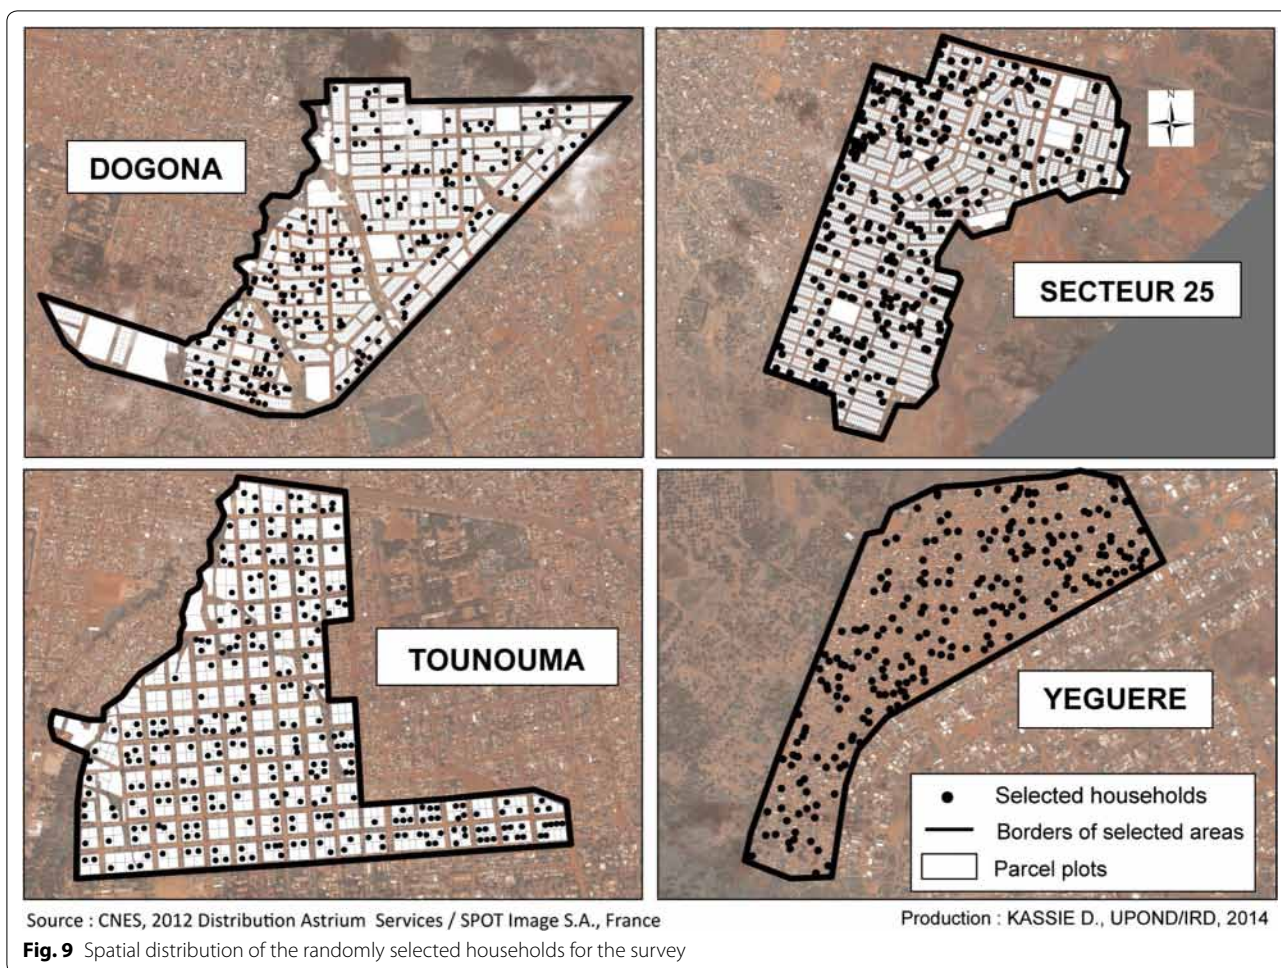 DOGONA
N
SECTEUR 25
TOUNOUMA
YEGUERE
Selected households
Borders of selected areas
Parcel plots
Source : CNES, 2012 Distribution Astrium Services / SPOT Image S.A., France
Production : KASSIE D., UPOND/IRD, 2014
Fig. 9 Spatial distribution of the randomly selected households for the survey